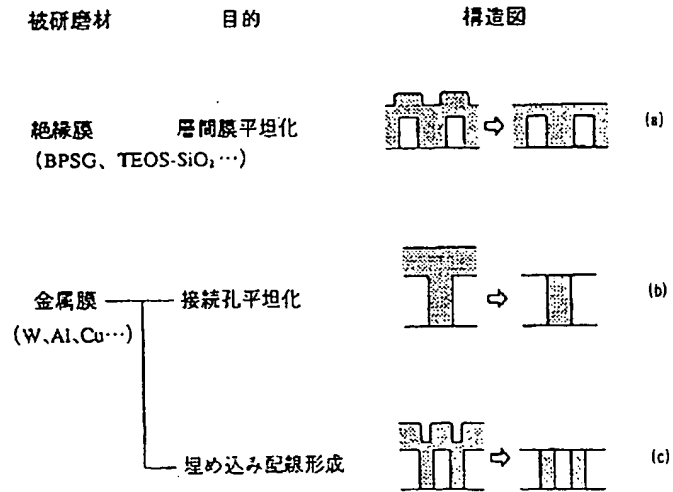 被研磨材 目的 構造図
絶縁膜 層間膜平坦化 (a)
(BPSG、TEOS-SiO₂…)
金属膜 接続孔平坦化 (b)
(W、Al、Cu…)
埋め込み配線形成 (c)